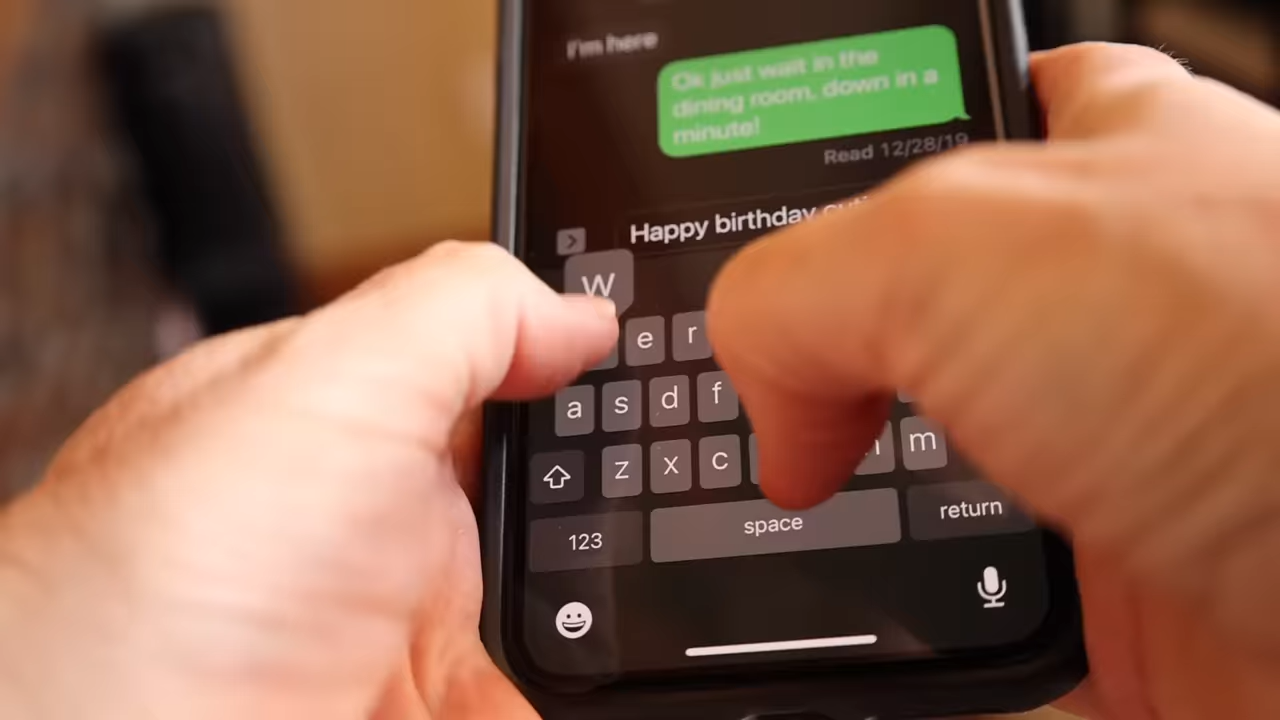 I'm here
Ok just wait in the
dining room, down in a
minute!
Read 12/28/19
Happy birthday
W
e r
a s d f
z x c m
123 space return